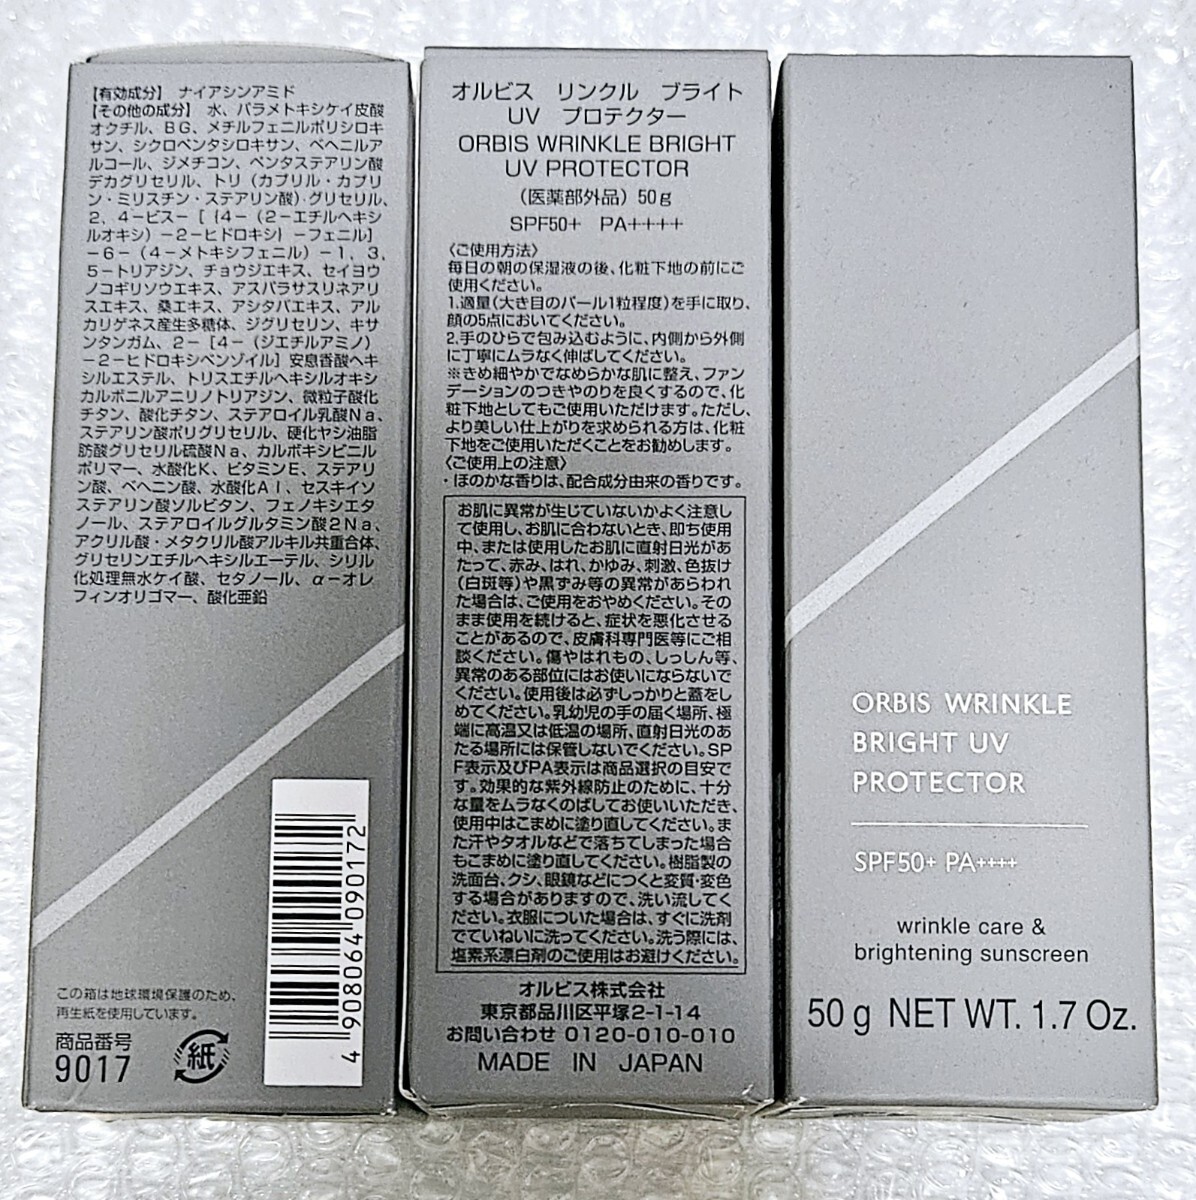 【有効成分】 ナイアシンアミド
【その他の成分】 水、パラメトキシケイ皮酸
オクチル、BG、メチルフェニルポリシロキ
サン、シクロペンタシロキサン、ベヘニルア
ルコール、ジメチコン、ペンタステアリン酸
デカグリセリル、トリ（カプリル・カプリ
ン・ミリスチン・ステアリン酸）グリセリル、
2，4－ビス－［｛4－（2－エチルヘキシ
ルオキシ）－2－ヒドロキシ｝－フェニル］
－6－（4－メトキシフェニル）－1，3，
5－トリアジン、チョウジエキス、セイヨウ
ノコギリソウエキス、アスパラサスリネアリ
スエキス、桑エキス、アシタバエキス、アル
カリゲネス産生多糖体、ジグリセリン、キサ
ンタンガム、2－［4－（ジエチルアミノ）
－2－ヒドロキシベンゾイル］安息香酸ヘキ
シルエステル、トリスエチルヘキシルオキシ
カルボニルアニリノトリアジン、微粒子酸化
チタン、酸化チタン、ステアロイル乳酸Na、
ステアリン酸ポリグリセリル、硬化ヤシ油脂
肪酸グリセリル硫酸Na、カルボキシビニル
ポリマー、水酸化K、ビタミンE、ステアリ
ン酸、ベヘニン酸、水酸化Al、セスキイソ
ステアリン酸ソルビタン、フェノキシエタ
ノール、ステアロイルグルタミン酸2Na、
アクリル酸・メタクリル酸アルキル共重合体、
グリセリンエチルヘキシルエーテル、シリル
化処理無水ケイ酸、セタノール、α－オレ
フィンオリゴマー、酸化亜鉛
この箱は地球環境保護のため、
再生紙を使用しています。
商品番号
9017
紙
4 908064 090172
オルビス リンクル ブライト
UV プロテクター
ORBIS WRINKLE BRIGHT
UV PROTECTOR
（医薬部外品）50g
SPF50+ PA++++
〈ご使用方法〉
毎日の朝の保湿液の後、化粧下地の前にご
使用ください。
1.適量（大き目のパール1粒程度）を手に取り、
顔の5点においてください。
2.手のひらで包み込むように、内側から外側
に丁寧にムラなく伸ばしてください。
※きめ細やかでなめらかな肌に整え、ファン
デーションのつきやのりを良くするので、化
粧下地としてもご使用いただけます。ただし、
より美しい仕上がりを求められる方は、化粧
下地をご使用いただくことをお勧めします。
〈ご使用上の注意〉
・ほのかな香りは、配合成分由来の香りです。
お肌に異常が生じていないかよく注意し
て使用し、お肌に合わないとき、即ち使用
中、または使用したお肌に直射日光があ
たって、赤み、はれ、かゆみ、刺激、色抜け
（白斑等）や黒ずみ等の異常があらわれ
た場合は、ご使用をおやめください。その
まま使用を続けると、症状を悪化させる
ことがあるので、皮膚科専門医等にご相
談ください。傷やはれもの、しっしん等、
異常のある部位にはお使いにならないで
ください。使用後は必ずしっかりと蓋をし
めてください。乳幼児の手の届く場所、極
端に高温又は低温の場所、直射日光のあ
たる場所には保管しないでください。SP
F表示及びPA表示は商品選択の目安で
す。効果的な紫外線防止のために、十分
な量をムラなくのばしてお使いいただき、
使用中はこまめに塗り直してください。ま
た汗やタオルなどで落ちてしまった場合
もこまめに塗り直してください。樹脂製の
洗面台、クシ、眼鏡などにつくと変質・変色
する場合がありますので、洗い流してく
ださい。衣服についた場合は、すぐに洗剤
でていねいに洗ってください。洗う際には、
塩素系漂白剤のご使用はお避けください。
オルビス株式会社
東京都品川区平塚2-1-14
お問い合わせ 0120-010-010
MADE IN JAPAN
ORBIS WRINKLE
BRIGHT UV
PROTECTOR
SPF50+ PA++++
wrinkle care &
brightening sunscreen
50 g NET WT. 1.7 Oz.